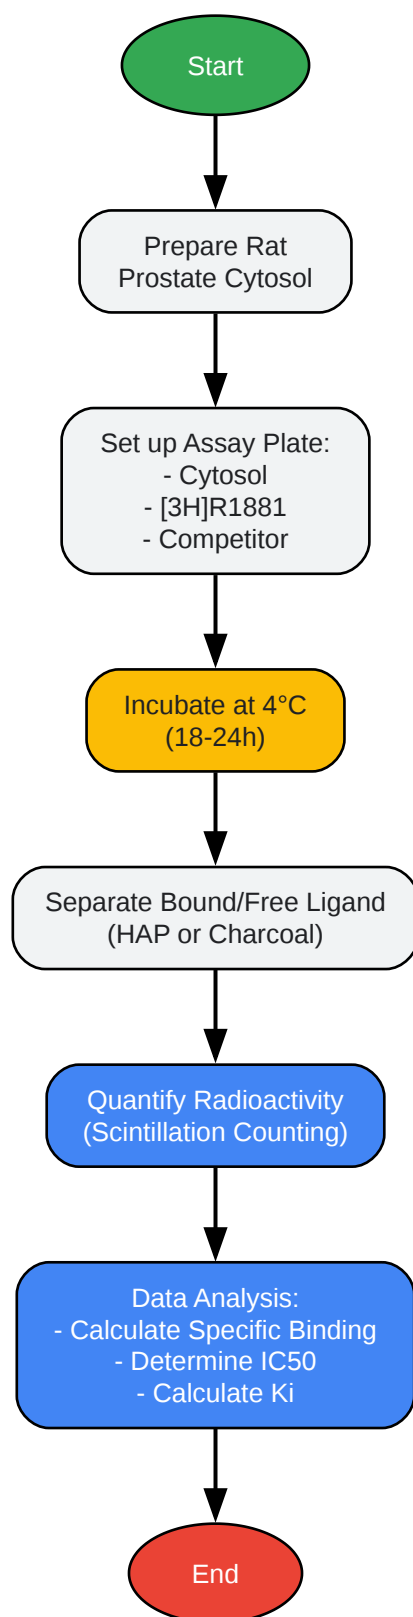 Start
Prepare Rat
Prostate Cytosol
Set up Assay Plate:
- Cytosol
- [3H]R1881
- Competitor
Incubate at 4°C
(18-24h)
Separate Bound/Free Ligand
(HAP or Charcoal)
Quantify Radioactivity
(Scintillation Counting)
Data Analysis:
- Calculate Specific Binding
- Determine IC50
- Calculate Ki
End